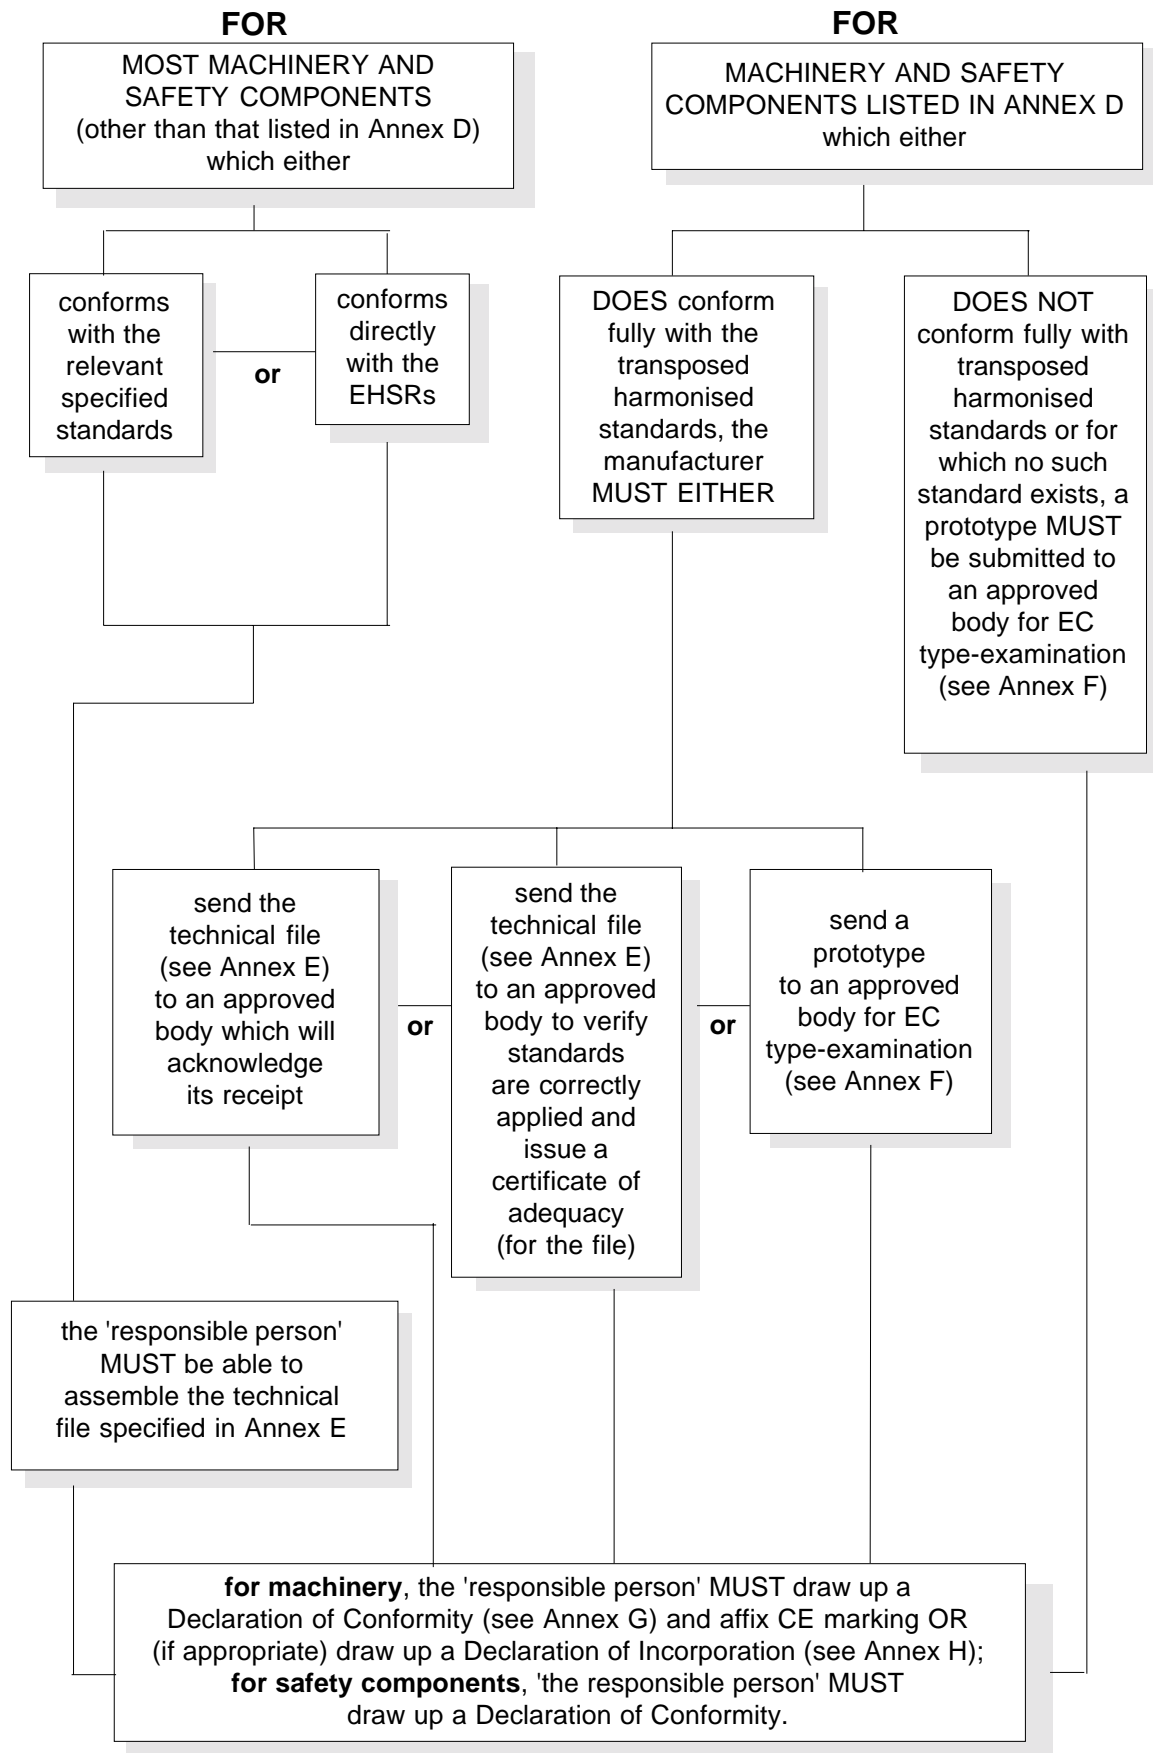 FOR
MOST MACHINERY AND
SAFETY COMPONENTS
(other than that listed in Annex D)
which either
FOR
MACHINERY AND SAFETY
COMPONENTS LISTED IN ANNEX D
which either
conforms
with the
relevant
specified
standards
or
conforms
directly
with the
EHSRs
DOES conform
fully with the
transposed
harmonised
standards, the
manufacturer
MUST EITHER
DOES NOT
conform fully with
transposed
harmonised
standards or for
which no such
standard exists, a
prototype MUST
be submitted to
an approved
body for EC
type-examination
(see Annex F)
send the
technical file
(see Annex E)
to an approved
body which will
acknowledge
its receipt
or
send the
technical file
(see Annex E)
to an approved
body to verify
standards
are correctly
applied and
issue a
certificate of
adequacy
(for the file)
or
send a
prototype
to an approved
body for EC
type-examination
(see Annex F)
the 'responsible person'
MUST be able to
assemble the technical
file specified in Annex E
for machinery, the 'responsible person' MUST draw up a
Declaration of Conformity (see Annex G) and affix CE marking OR
(if appropriate) draw up a Declaration of Incorporation (see Annex H);
for safety components, 'the responsible person' MUST
draw up a Declaration of Conformity.